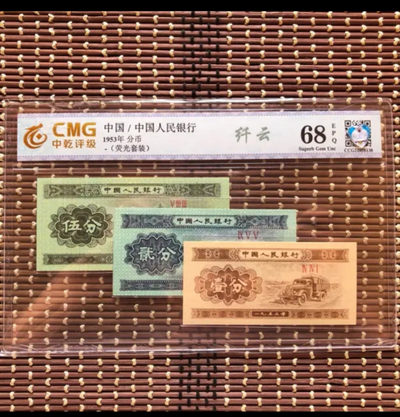 CMG
中乾评级
中国 / 中国人民银行
1953年 分币
-（荧光套装）
纤云
68
EPQ
Superb Gem Unc
中国人民银行
伍分
中国人民银行
贰分
中国人民银行
壹分